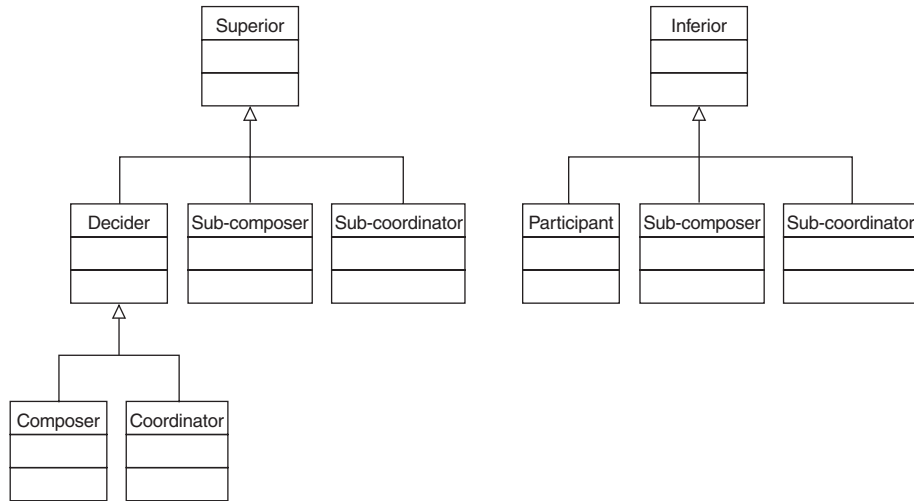 Superior
Inferior
Decider
Sub-composer
Sub-coordinator
Participant
Sub-composer
Sub-coordinator
Composer
Coordinator